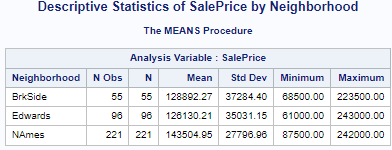 Descriptive Statistics of SalePrice by Neighborhood
The MEANS Procedure
Analysis Variable : SalePrice
Neighborhood N Obs N Mean Std Dev Minimum Maximum
BrkSide 55 55 128892.27 37284.40 68500.00 223500.00
Edwards 96 96 126130.21 35031.15 61000.00 243000.00
NAmes 221 221 143504.95 27796.96 87500.00 242000.00